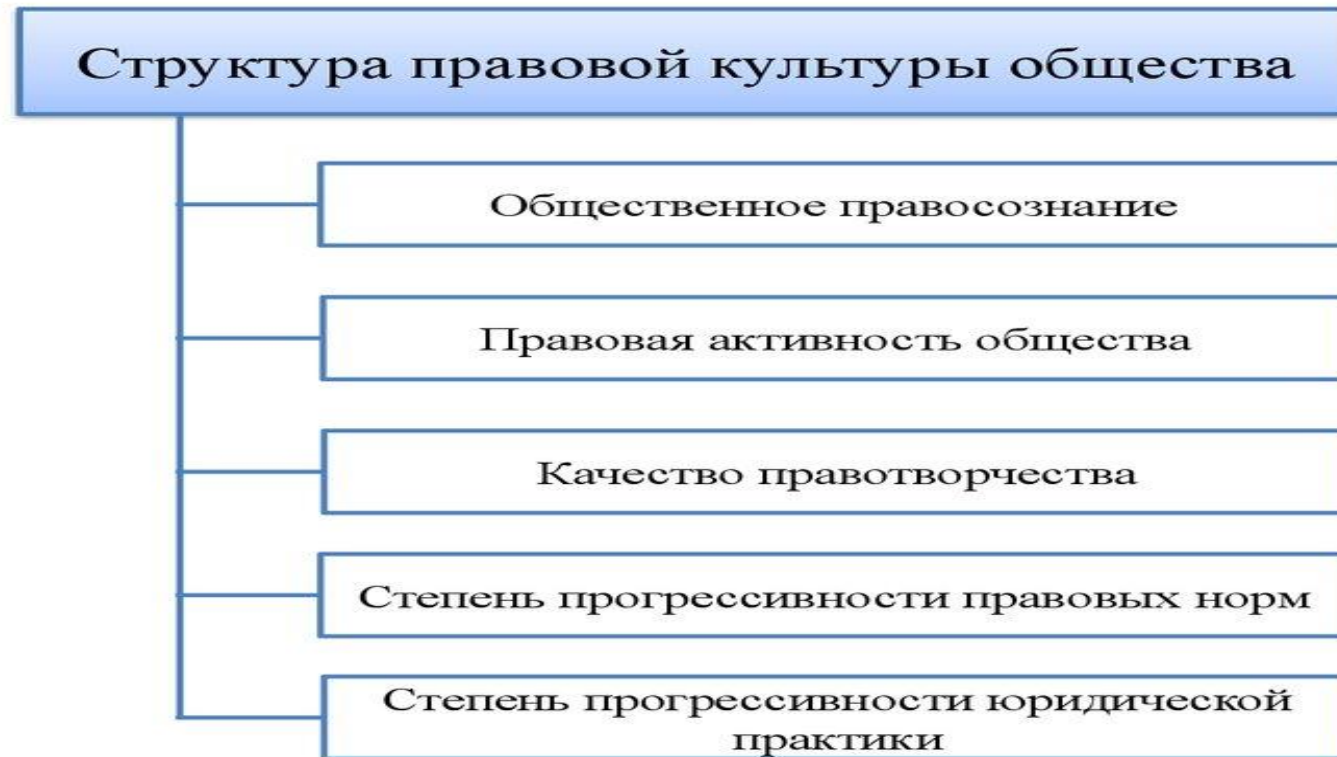 Структура правовой культуры общества
Общественное правосознание
Правовая активность общества
Качество правотворчества
Степень прогрессивности правовых норм
Степень прогрессивности юридической
практики